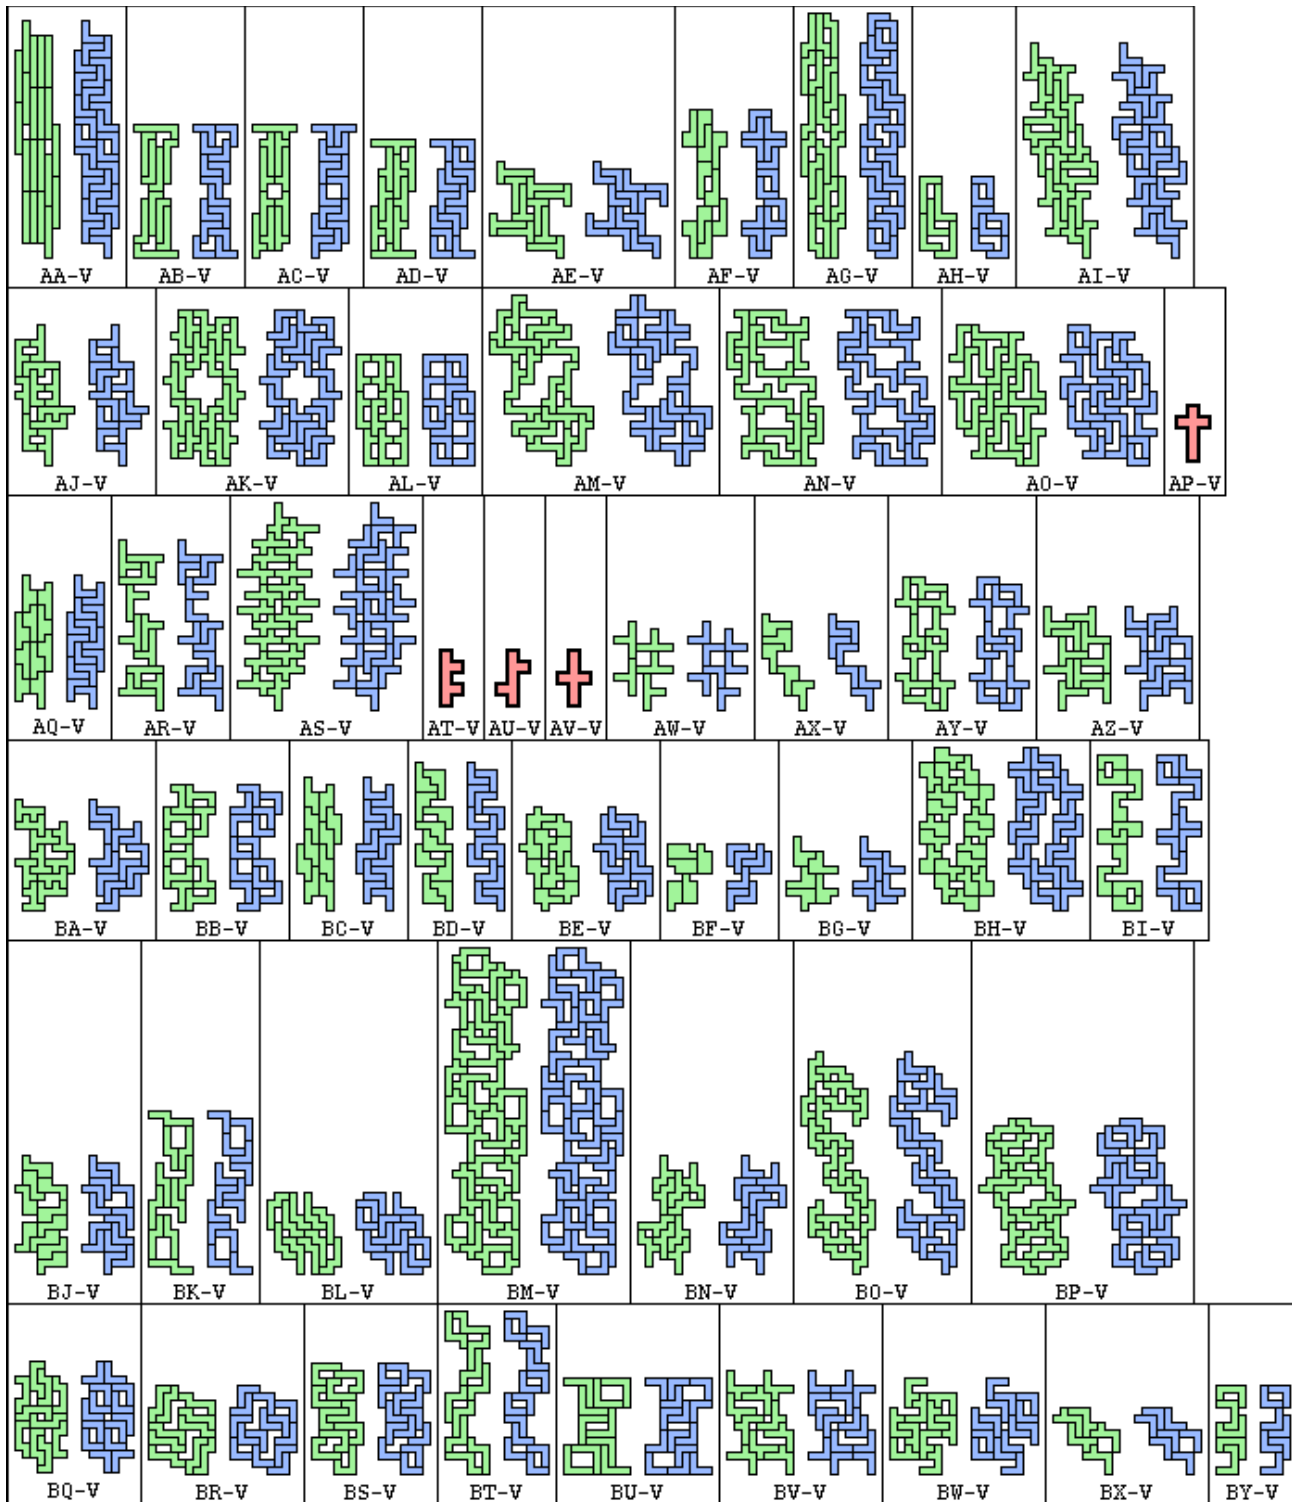 AA-V AB-V AC-V AD-V AE-V AF-V AG-V AH-V AI-V
AJ-V AK-V AL-V AM-V AN-V AO-V AP-V
AQ-V AR-V AS-V AT-V AU-V AV-V AW-V AX-V AY-V AZ-V
BA-V BB-V BC-V BD-V BE-V BF-V BG-V BH-V BI-V
BJ-V BK-V BL-V BM-V BN-V BO-V BP-V
BQ-V BR-V BS-V BT-V BU-V BV-V BW-V BX-V BY-V